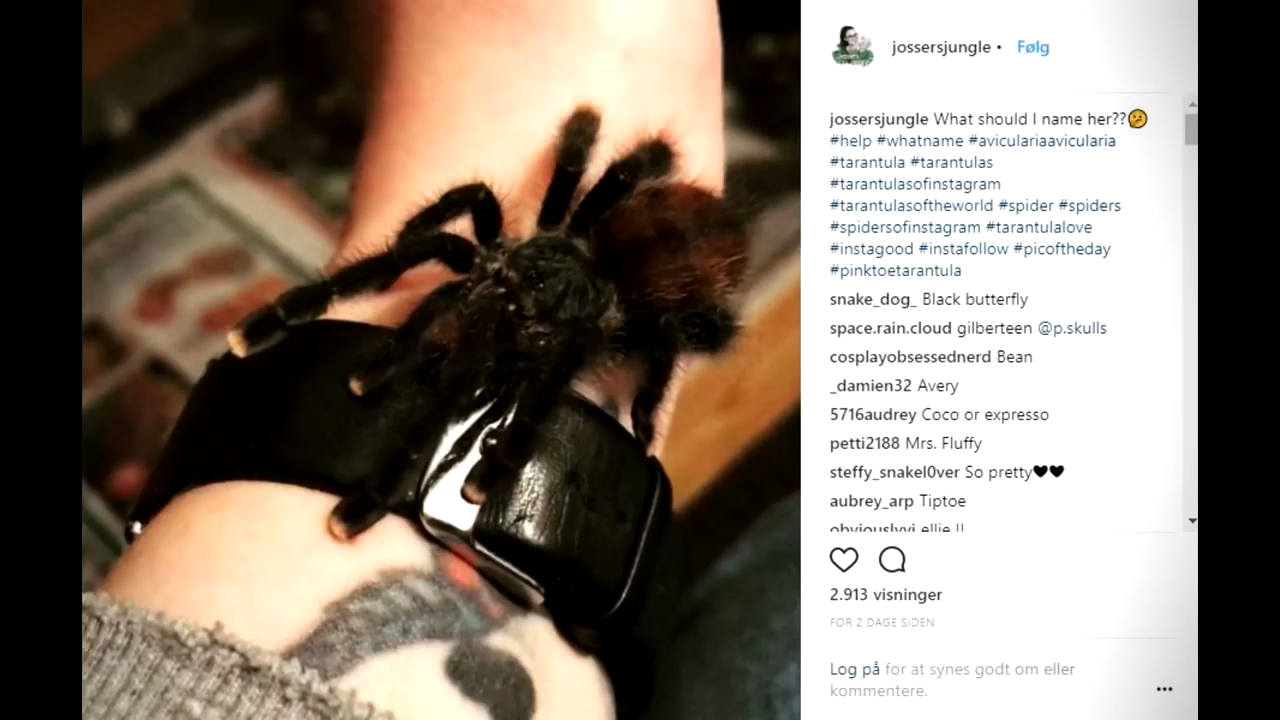 jossersjungle • Følg
jossersjungle What should I name her??🤔
#help #whatname #aviculariaavicularia
#tarantula #tarantulas
#tarantulasofinstagram
#tarantulasoftheworld #spider #spiders
#spidersofinstagram #tarantulalove
#instagood #instafollow #picoftheday
#pinktoetarantula
snake_dog_ Black butterfly
space.rain.cloud gilberteen @p.skulls
cosplayobsessednerd Bean
_damien32 Avery
5716audrey Coco or expresso
petti2188 Mrs. Fluffy
steffy_snakel0ver So pretty🖤🖤
aubrey_arp Tiptoe
obviouslyvi ellie !!
2.913 visninger
FOR 2 DAGE SIDEN
Log på for at synes godt om eller
kommentere.